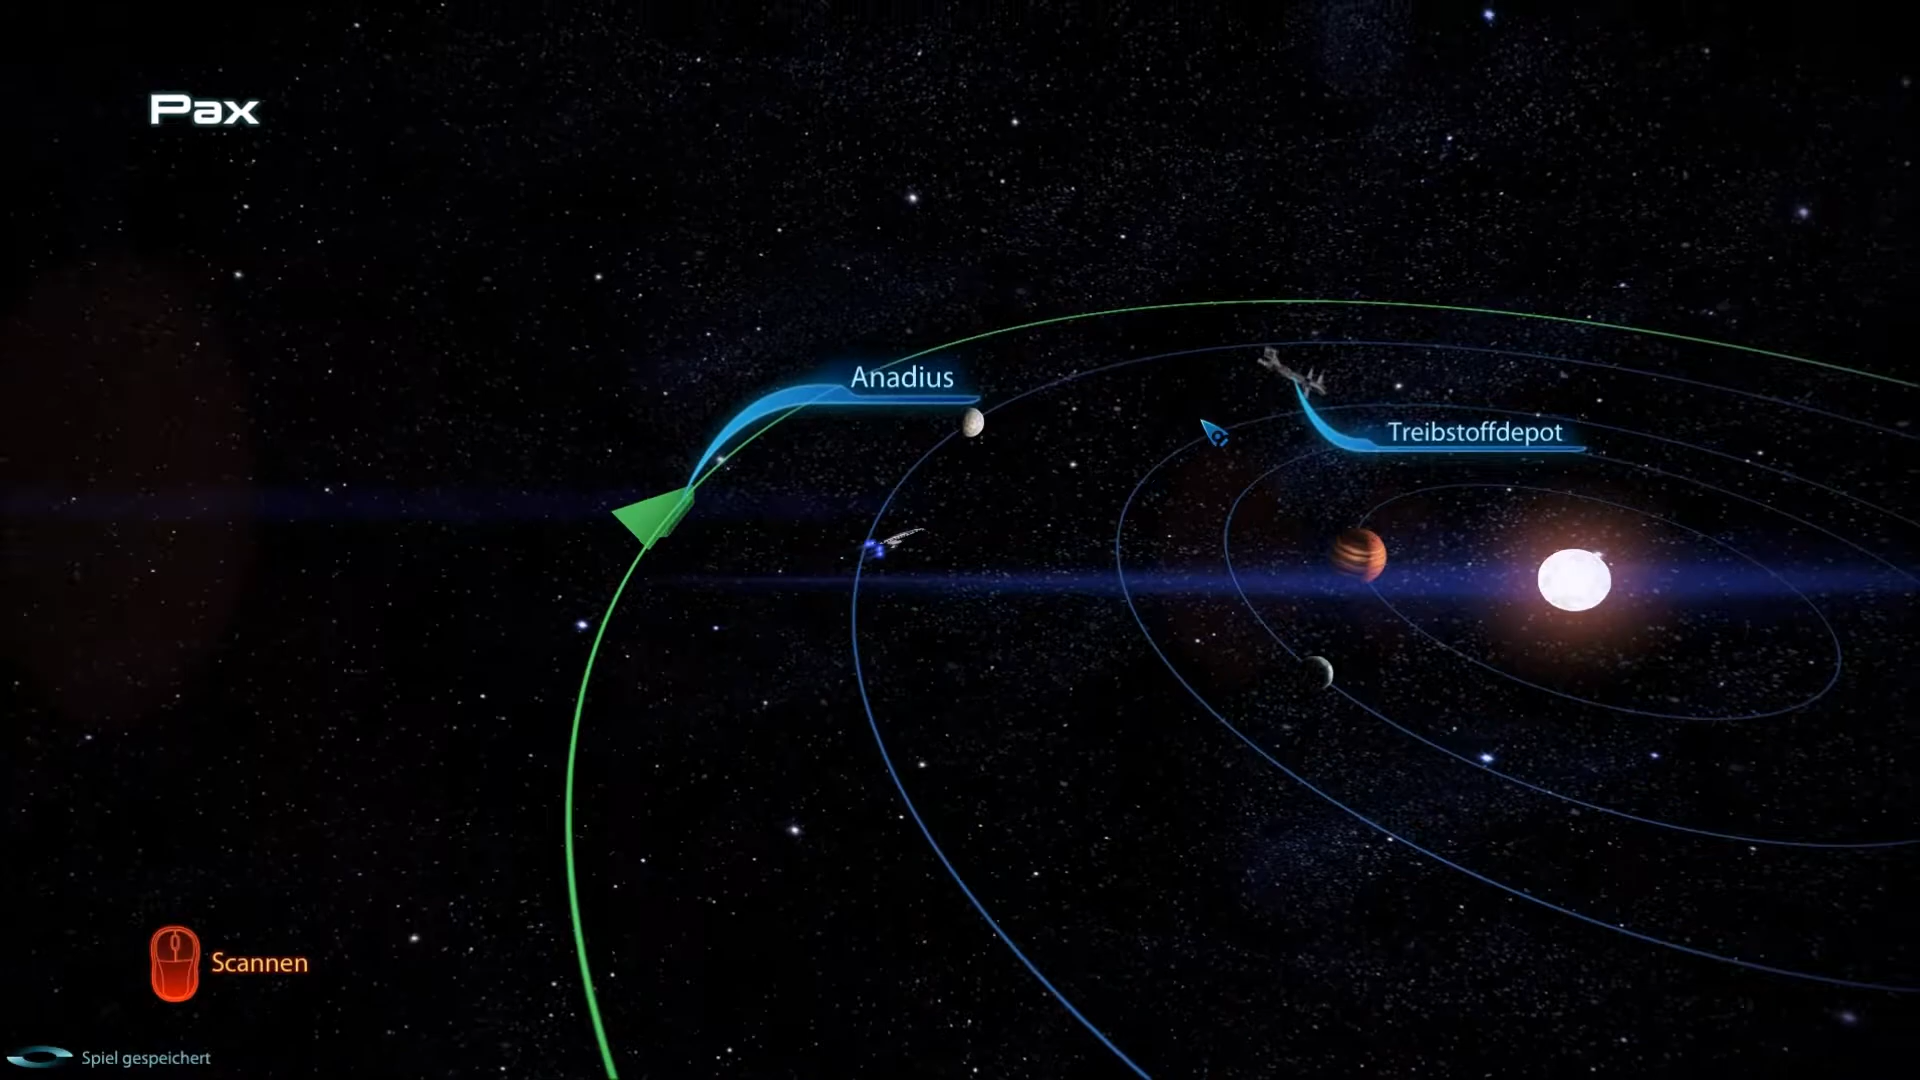 Pax
Anadius
Treibstoffdepot
Scannen
Spiel gespeichert